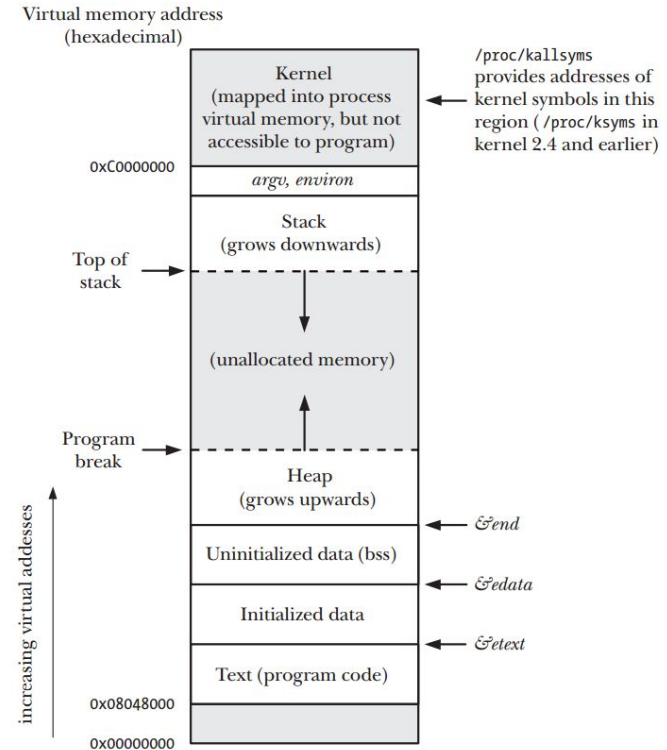 Virtual memory address
(hexadecimal)
Kernel
(mapped into process
virtual memory, but not
accessible to program)
/proc/kallsyms
provides addresses of
kernel symbols in this
region ( /proc/ksyms in
kernel 2.4 and earlier)
0xC0000000
argv, environ
Stack
(grows downwards)
Top of
stack
(unallocated memory)
Program
break
Heap
(grows upwards)
&end
Uninitialized data (bss)
&edata
Initialized data
&etext
Text (program code)
0x08048000
0x00000000
increasing virtual addesses